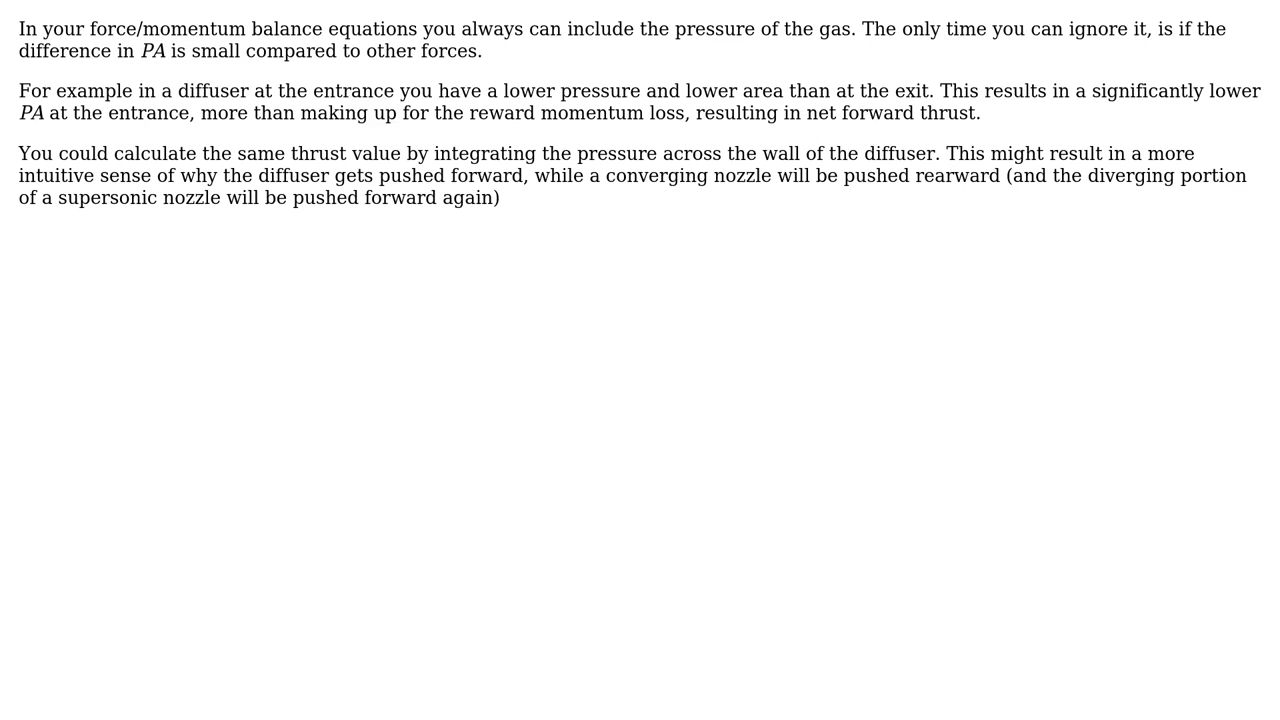 In your force/momentum balance equations you always can include the pressure of the gas. The only time you can ignore it, is if the
difference in PA is small compared to other forces.
For example in a diffuser at the entrance you have a lower pressure and lower area than at the exit. This results in a significantly lower
PA at the entrance, more than making up for the reward momentum loss, resulting in net forward thrust.
You could calculate the same thrust value by integrating the pressure across the wall of the diffuser. This might result in a more
intuitive sense of why the diffuser gets pushed forward, while a converging nozzle will be pushed rearward (and the diverging portion
of a supersonic nozzle will be pushed forward again)